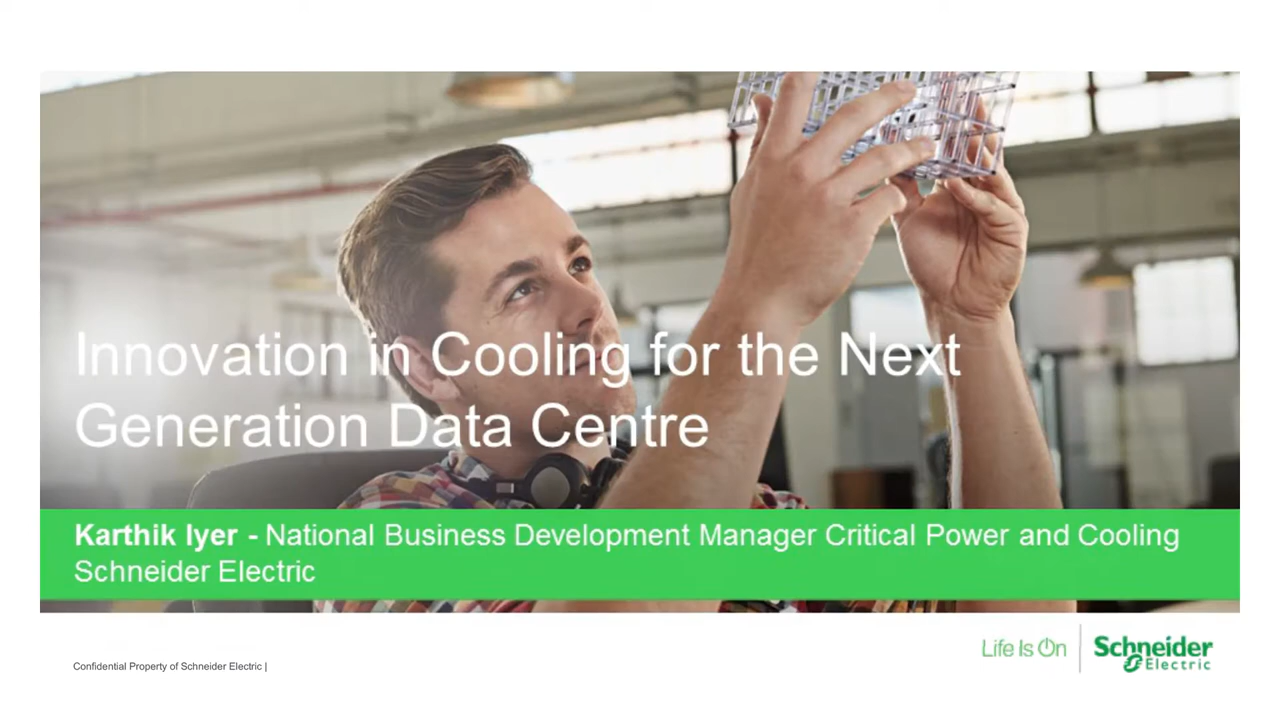 Innovation in Cooling for the Next
Generation Data Centre
Karthik Iyer - National Business Development Manager Critical Power and Cooling
Schneider Electric
Confidential Property of Schneider Electric |
Life Is On
Schneider
Electric